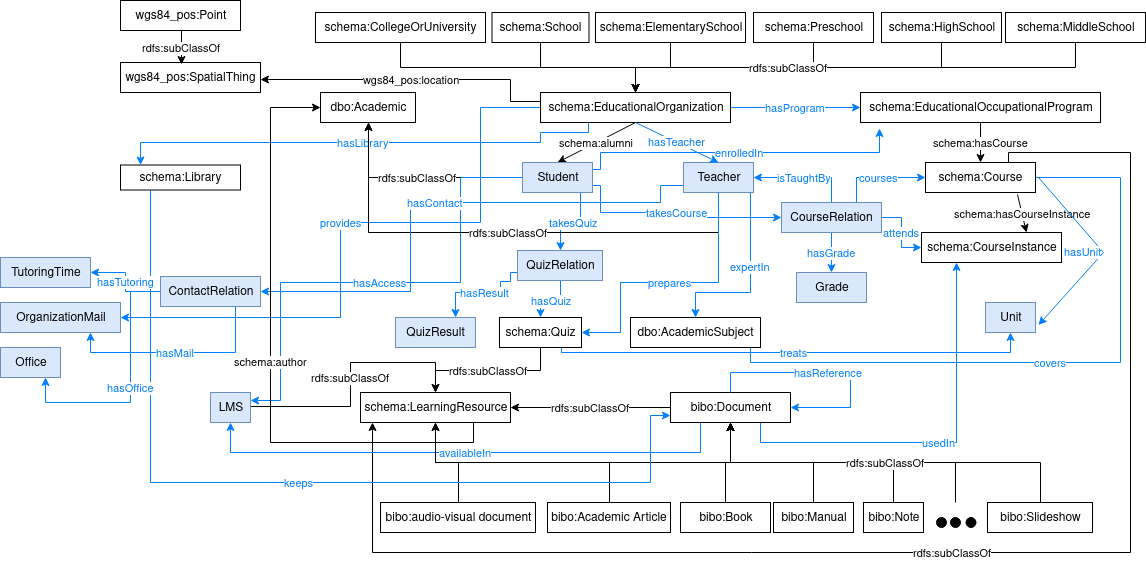 wgs84_pos:Point
schema:CollegeOrUniversity
schema:School
schema:ElementarySchool
schema:Preschool
schema:HighSchool
schema:MiddleSchool
rdfs:subClassOf
rdfs:subClassOf
wgs84_pos:SpatialThing
wgs84_pos:location
dbo:Academic
schema:EducationalOrganization
hasProgram
schema:EducationalOccupationalProgram
hasLibrary
schema:alumni
hasTeacher
enrolledIn
schema:hasCourse
schema:Library
rdfs:subClassOf
Student
Teacher
isTaughtBy
courses
schema:Course
hasContact
takesCourse
CourseRelation
schema:hasCourseInstance
provides
takesQuiz
rdfs:subClassOf
attends
schema:CourseInstance
hasGrade
hasUnit
TutoringTime
hasTutoring
ContactRelation
hasAccess
QuizRelation
expertIn
prepares
Grade
hasResult
hasQuiz
OrganizationMail
QuizResult
schema:Quiz
dbo:AcademicSubject
Unit
Office
hasMail
schema:author
treats
covers
rdfs:subClassOf
rdfs:subClassOf
hasReference
hasOffice
LMS
schema:LearningResource
rdfs:subClassOf
bibo:Document
usedIn
availableIn
rdfs:subClassOf
keeps
bibo:audio-visual document
bibo:Academic Article
bibo:Book
bibo:Manual
bibo:Note
bibo:Slideshow
rdfs:subClassOf